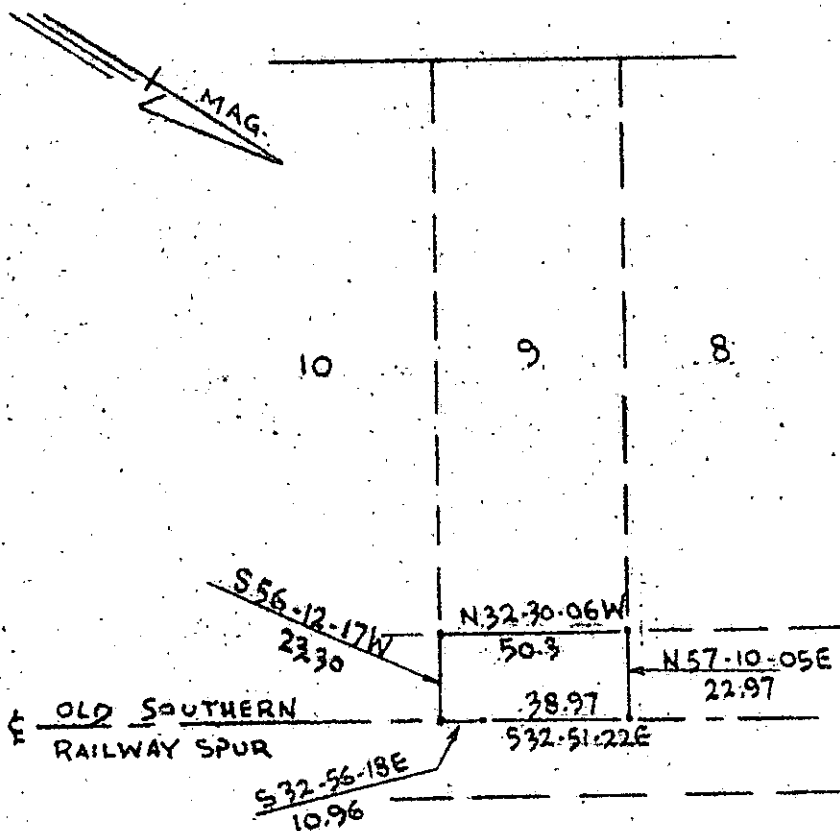 MAG.
10
9
8
S56-12-17W
23.30
N32-30-06W
50.3
N57-10-05E
22.97
OLD SOUTHERN
RAILWAY SPUR
38.97
S32-51-22E
S32-56-18E
10.96